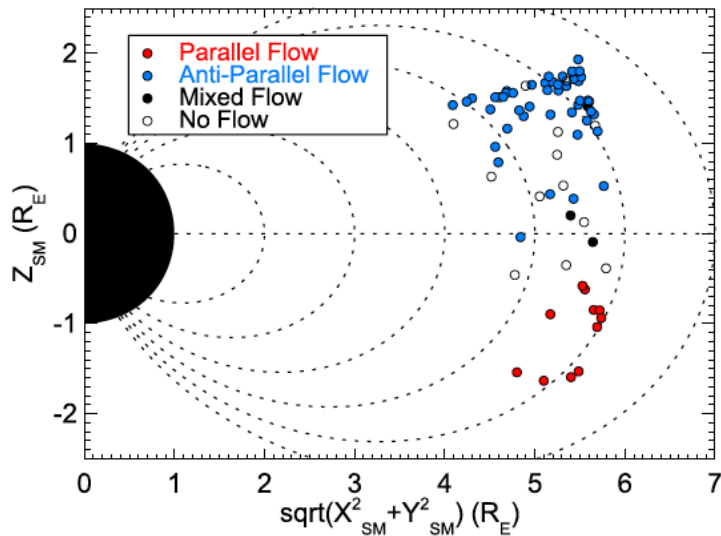 2
1
0
-1
-2
Z_SM (R_E)
Parallel Flow
Anti-Parallel Flow
Mixed Flow
No Flow
0 1 2 3 4 5 6 7
sqrt(X²_SM+Y²_SM) (R_E)